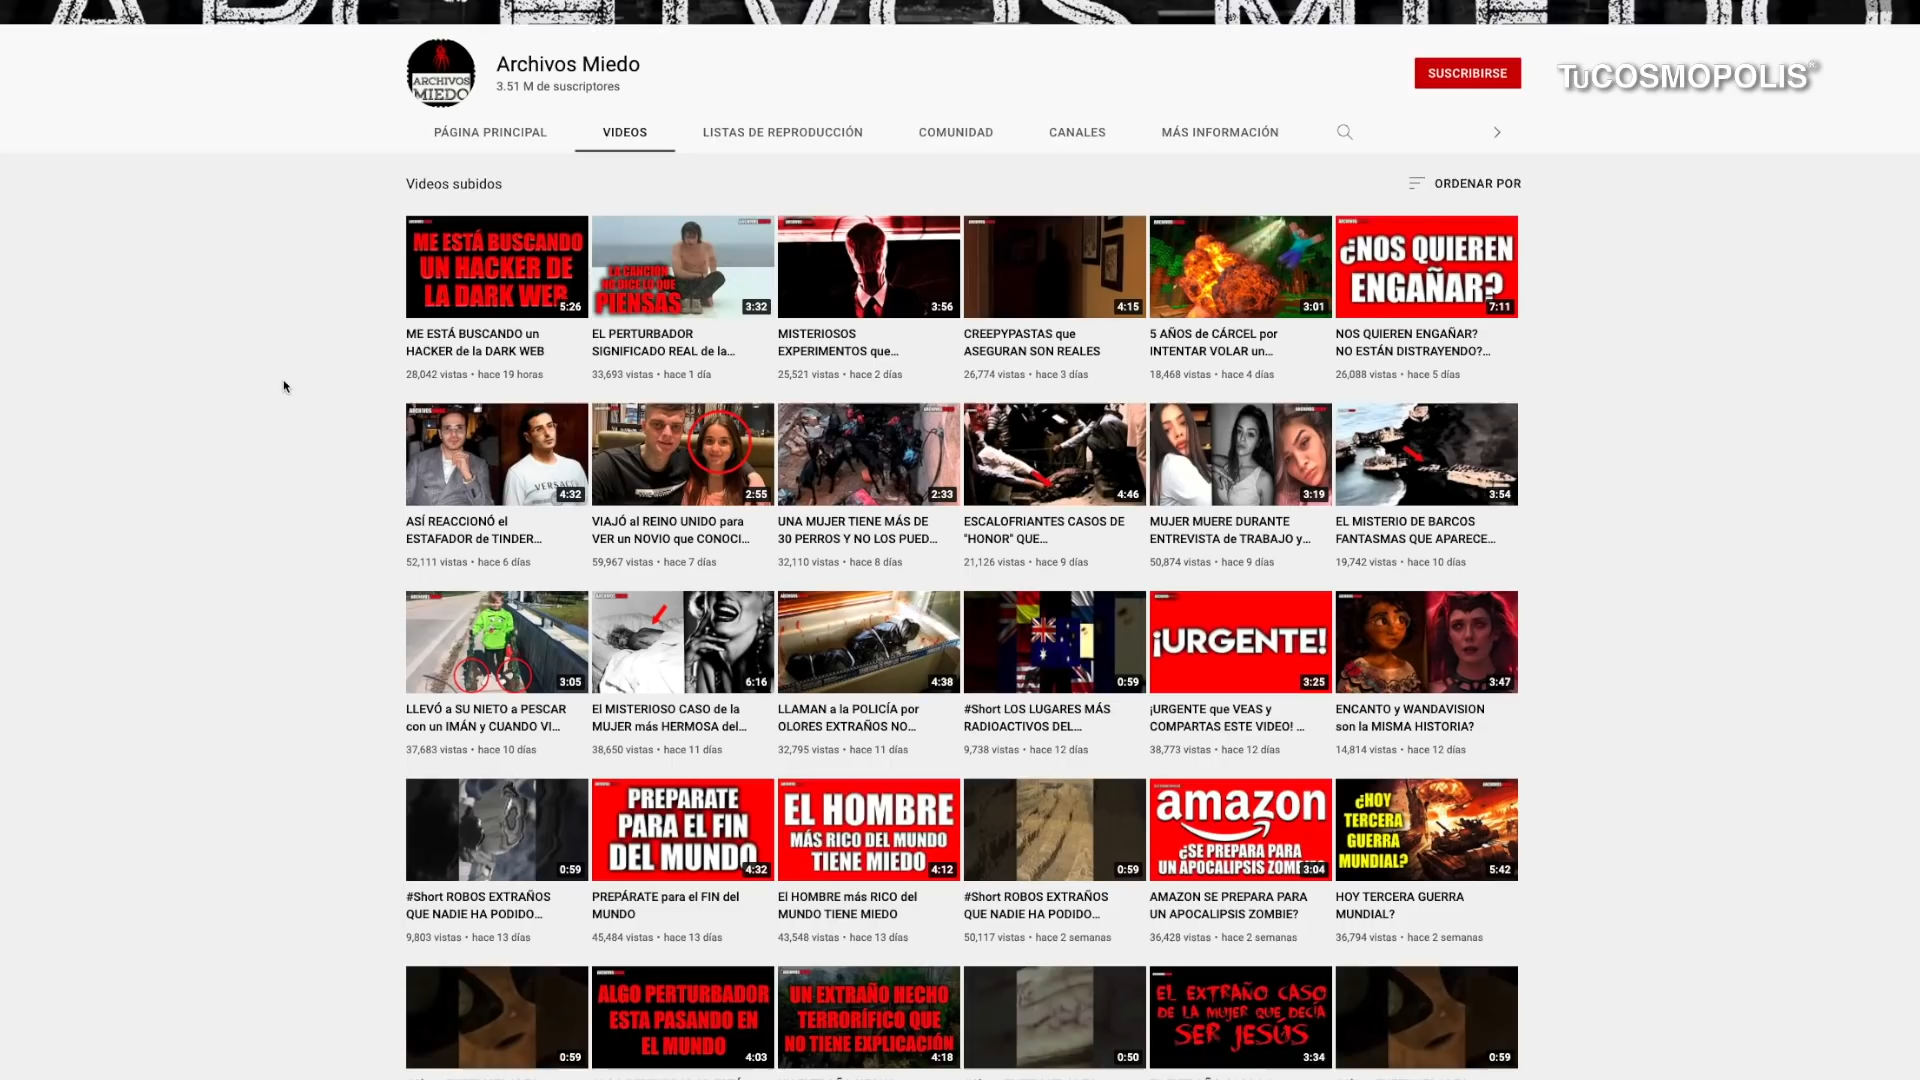 ARCHIVOS MIEDO
ARCHIVOS
MIEDO
Archivos Miedo
3.51 M de suscriptores
SUSCRIBIRSE
TuCOSMOPOLIS®
PÁGINA PRINCIPAL
VIDEOS
LISTAS DE REPRODUCCIÓN
COMUNIDAD
CANALES
MÁS INFORMACIÓN
Videos subidos
ORDENAR POR
ME ESTÁ BUSCANDO
UN HACKER DE
LA DARK WEB
5:26
LA CANCIÓN
NO DICE LO QUE
PIENSAS
3:32
3:56
4:15
3:01
¿NOS QUIEREN
ENGAÑAR?
7:11
ME ESTÁ BUSCANDO un
HACKER de la DARK WEB
28,042 vistas • hace 19 horas
EL PERTURBADOR
SIGNIFICADO REAL de la...
33,693 vistas • hace 1 día
MISTERIOSOS
EXPERIMENTOS que...
25,521 vistas • hace 2 días
CREEPYPASTAS que
ASEGURAN SON REALES
26,774 vistas • hace 3 días
5 AÑOS de CÁRCEL por
INTENTAR VOLAR un...
18,468 vistas • hace 4 días
NOS QUIEREN ENGAÑAR?
NO ESTÁN DISTRAYENDO?...
26,088 vistas • hace 5 días
VERSACE
4:32
2:55
2:33
4:46
3:19
3:54
ASÍ REACCIONÓ el
ESTAFADOR de TINDER...
52,111 vistas • hace 6 días
VIAJÓ al REINO UNIDO para
VER un NOVIO que CONOCI...
59,967 vistas • hace 7 días
UNA MUJER TIENE MÁS DE
30 PERROS Y NO LOS PUED...
32,110 vistas • hace 8 días
ESCALOFRIANTES CASOS DE
"HONOR" QUE...
21,126 vistas • hace 9 días
MUJER MUERE DURANTE
ENTREVISTA de TRABAJO y...
50,874 vistas • hace 9 días
EL MISTERIO DE BARCOS
FANTASMAS QUE APARECE...
19,742 vistas • hace 10 días
3:05
6:16
4:38
0:59
¡URGENTE!
3:25
3:47
LLEVÓ a SU NIETO a PESCAR
con un IMÁN y CUANDO VI...
37,683 vistas • hace 10 días
El MISTERIOSO CASO de la
MUJER más HERMOSA del...
38,650 vistas • hace 11 días
LLAMAN a la POLICÍA por
OLORES EXTRAÑOS NO...
32,795 vistas • hace 11 días
#Short LOS LUGARES MÁS
RADIOACTIVOS DEL...
9,738 vistas • hace 12 días
¡URGENTE que VEAS y
COMPARTAS ESTE VIDEO! ...
38,773 vistas • hace 12 días
ENCANTO y WANDAVISION
son la MISMA HISTORIA?
14,814 vistas • hace 12 días
0:59
PREPARATE
PARA EL FIN
DEL MUNDO
4:32
EL HOMBRE
MÁS RICO DEL MUNDO
TIENE MIEDO
4:12
0:59
amazon
¿SE PREPARA PARA
UN APOCALIPSIS ZOMBIE?
3:04
¿HOY
TERCERA
GUERRA
MUNDIAL?
5:42
#Short ROBOS EXTRAÑOS
QUE NADIE HA PODIDO...
9,803 vistas • hace 13 días
PREPÁRATE para el FIN del
MUNDO
45,484 vistas • hace 13 días
El HOMBRE más RICO del
MUNDO TIENE MIEDO
43,548 vistas • hace 13 días
#Short ROBOS EXTRAÑOS
QUE NADIE HA PODIDO...
50,117 vistas • hace 2 semanas
AMAZON SE PREPARA PARA
UN APOCALIPSIS ZOMBIE?
36,428 vistas • hace 2 semanas
HOY TERCERA GUERRA
MUNDIAL?
36,794 vistas • hace 2 semanas
0:59
ALGO PERTURBADOR
ESTA PASANDO EN
EL MUNDO
4:03
UN EXTRAÑO HECHO
TERRORÍFICO QUE
NO TIENE EXPLICACIÓN
4:18
0:50
EL EXTRAÑO CASO
DE LA MUJER QUE DECÍA
SER JESÚS
3:34
0:59